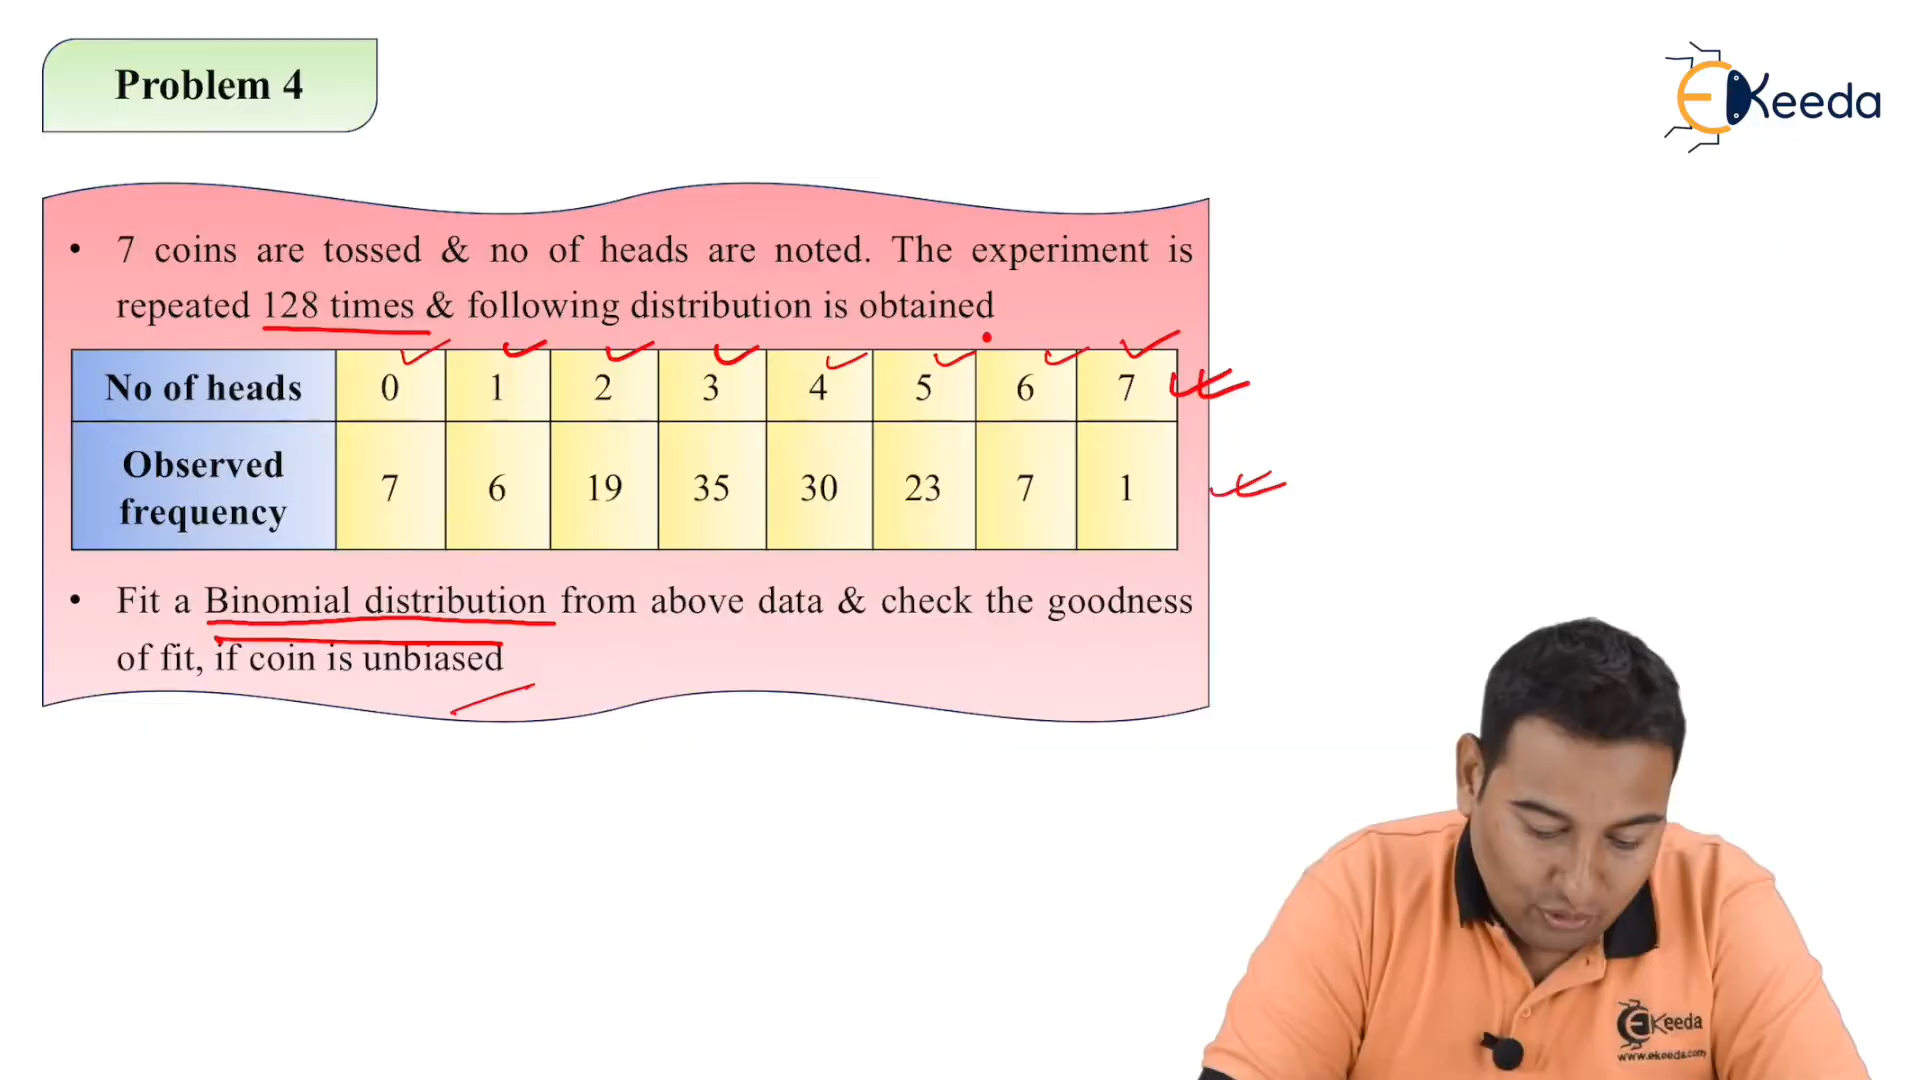 Problem 4
EKeeda
• 7 coins are tossed & no of heads are noted. The experiment is
repeated 128 times & following distribution is obtained
No of heads 0 1 2 3 4 5 6 7
Observed frequency 7 6 19 35 30 23 7 1
• Fit a Binomial distribution from above data & check the goodness
of fit, if coin is unbiased
EKeeda
www.ekeeda.com